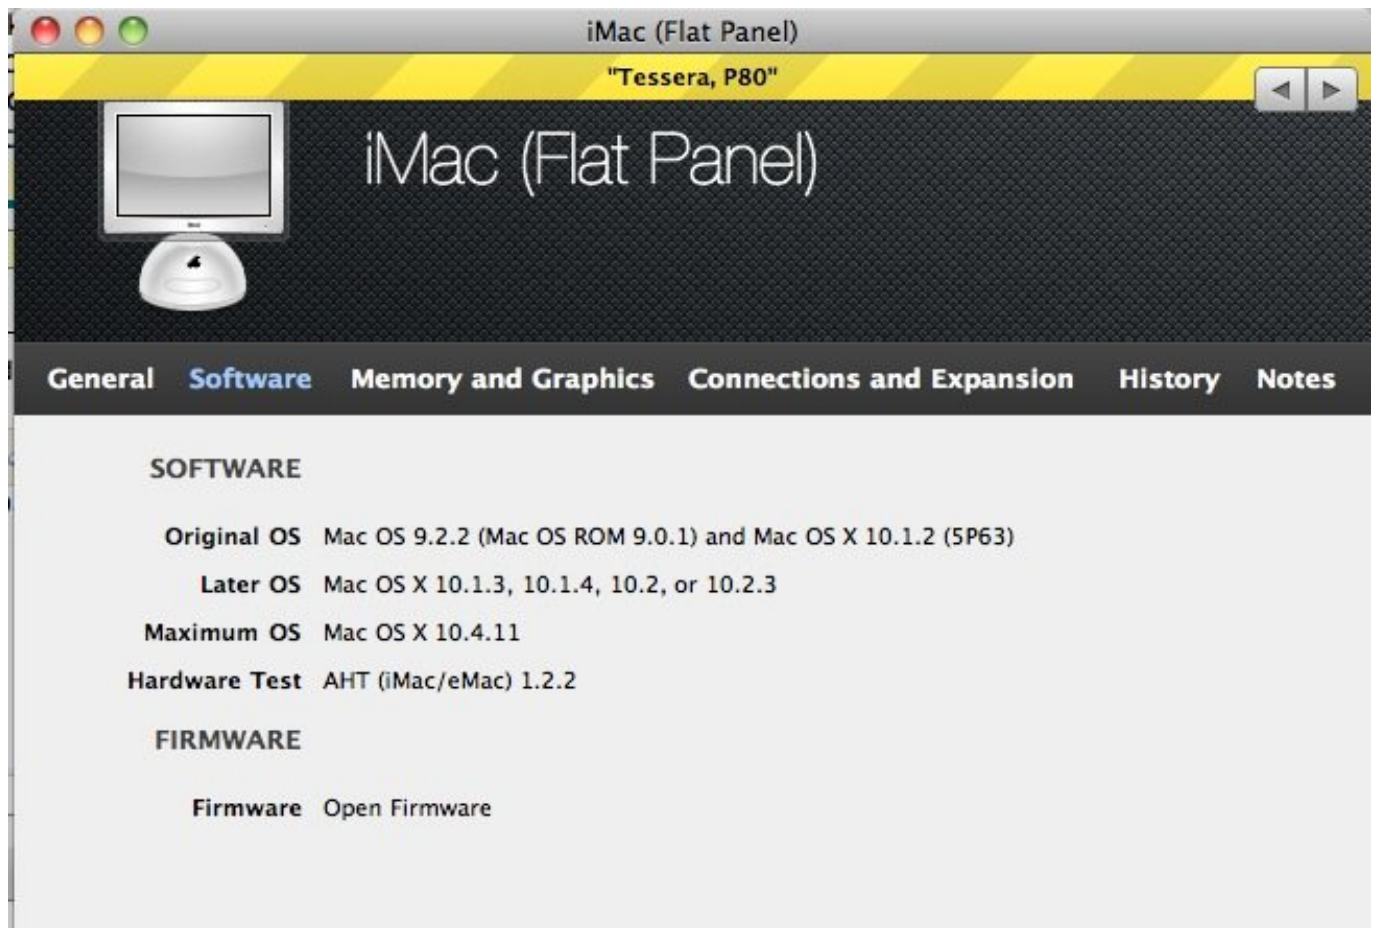 iMac (Flat Panel)
"Tessera, P80"
iMac (Flat Panel)
General Software Memory and Graphics Connections and Expansion History Notes
SOFTWARE
Original OS Mac OS 9.2.2 (Mac OS ROM 9.0.1) and Mac OS X 10.1.2 (5P63)
Later OS Mac OS X 10.1.3, 10.1.4, 10.2, or 10.2.3
Maximum OS Mac OS X 10.4.11
Hardware Test AHT (iMac/eMac) 1.2.2
FIRMWARE
Firmware Open Firmware